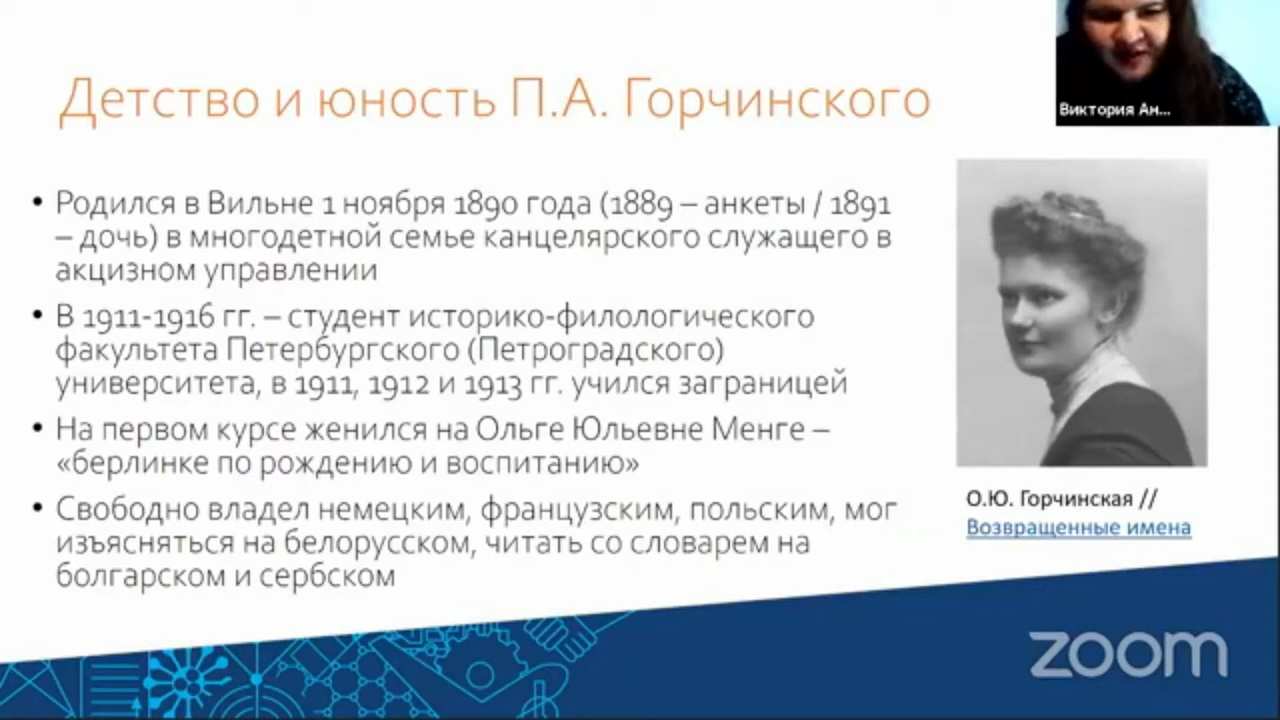 Детство и юность П.А. Горчинского
Виктория Ан...
• Родился в Вильне 1 ноября 1890 года (1889 – анкеты / 1891
– дочь) в многодетной семье канцелярского служащего в
акцизном управлении
• В 1911-1916 гг. – студент историко-филологического
факультета Петербургского (Петроградского)
университета, в 1911, 1912 и 1913 гг. учился заграницей
• На первом курсе женился на Ольге Юльевне Менге –
«берлинке по рождению и воспитанию»
• Свободно владел немецким, французским, польским, мог
изъясняться на белорусском, читать со словарем на
болгарском и сербском
О.Ю. Горчинская //
Возвращенные имена
zoom